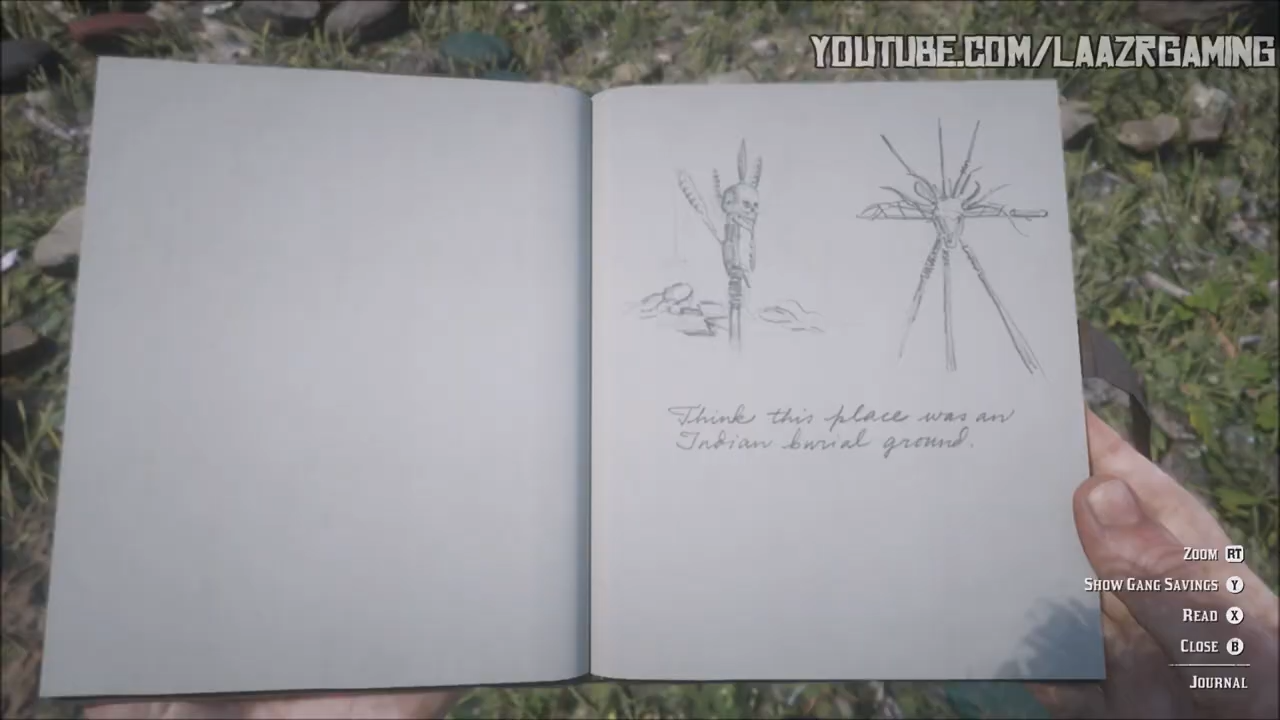 YOUTUBE.COM/LAAZRGAMING
Think this place was an
Indian burial ground.
ZOOM RT
SHOW GANG SAVINGS Y
READ X
CLOSE B
JOURNAL